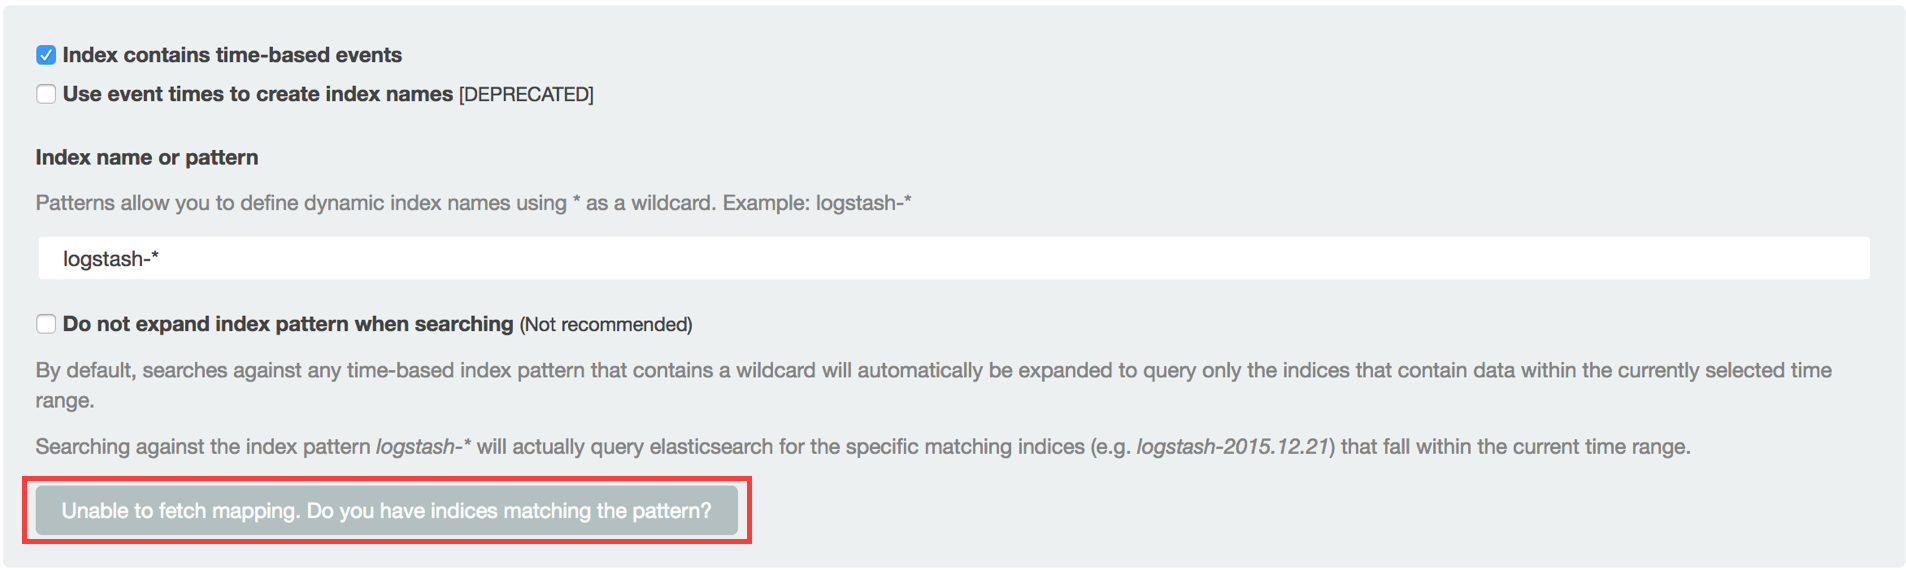 Index contains time-based events
Use event times to create index names [DEPRECATED]
Index name or pattern
Patterns allow you to define dynamic index names using * as a wildcard. Example: logstash-*
logstash-*
Do not expand index pattern when searching (Not recommended)
By default, searches against any time-based index pattern that contains a wildcard will automatically be expanded to query only the indices that contain data within the currently selected time
range.
Searching against the index pattern logstash-* will actually query elasticsearch for the specific matching indices (e.g. logstash-2015.12.21) that fall within the current time range.
Unable to fetch mapping. Do you have indices matching the pattern?